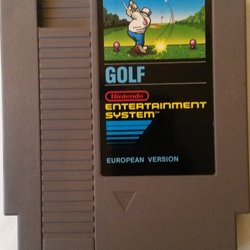 GOLF
Nintendo
ENTERTAINMENT
SYSTEM™
EUROPEAN VERSION